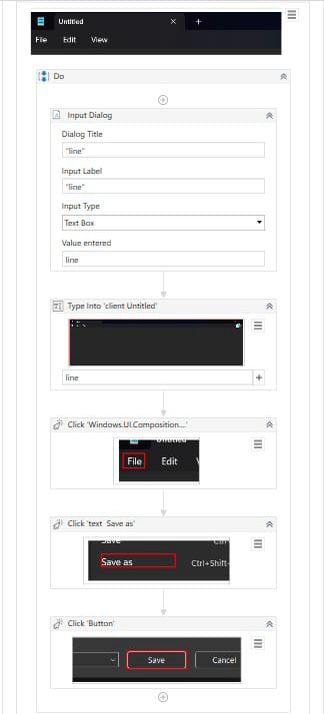 Untitled × +
File Edit View
Do
Input Dialog
Dialog Title
"line"
Input Label
"line"
Input Type
Text Box
Value entered
line
Type Into 'client Untitled'
line +
Click 'Windows.UI.Composition....'
Untitled
File Edit
Click 'text Save as'
Save Ctrl+
Save as Ctrl+Shift+
Click 'Button'
Save Cancel